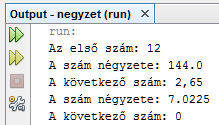 Output - negyzet (run)
run:
Az első szám: 12
A szám négyzete: 144.0
A következő szám: 2,65
A szám négyzete: 7.0225
A következő szám: 0